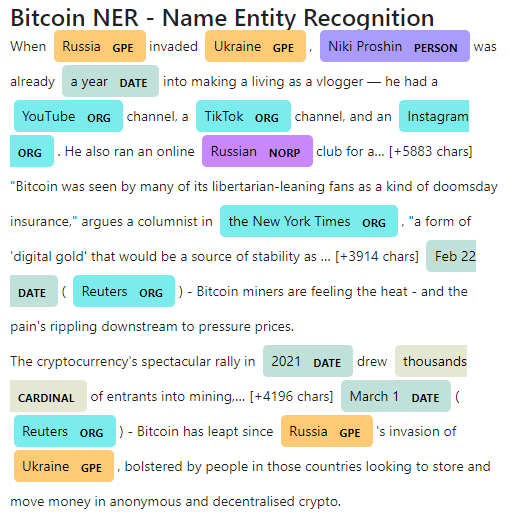 Bitcoin NER - Name Entity Recognition
When Russia GPE invaded Ukraine GPE , Niki Proshin PERSON was
already a year DATE into making a living as a vlogger — he had a
YouTube ORG channel, a TikTok ORG channel, and an Instagram
ORG . He also ran an online Russian NORP club for a... [+5883 chars]
"Bitcoin was seen by many of its libertarian-leaning fans as a kind of doomsday
insurance," argues a columnist in the New York Times ORG , "a form of
'digital gold' that would be a source of stability as ... [+3914 chars] Feb 22
DATE ( Reuters ORG ) - Bitcoin miners are feeling the heat - and the
pain's rippling downstream to pressure prices.
The cryptocurrency's spectacular rally in 2021 DATE drew thousands
CARDINAL of entrants into mining,... [+4196 chars] March 1 DATE (
Reuters ORG ) - Bitcoin has leapt since Russia GPE 's invasion of
Ukraine GPE , bolstered by people in those countries looking to store and
move money in anonymous and decentralised crypto.